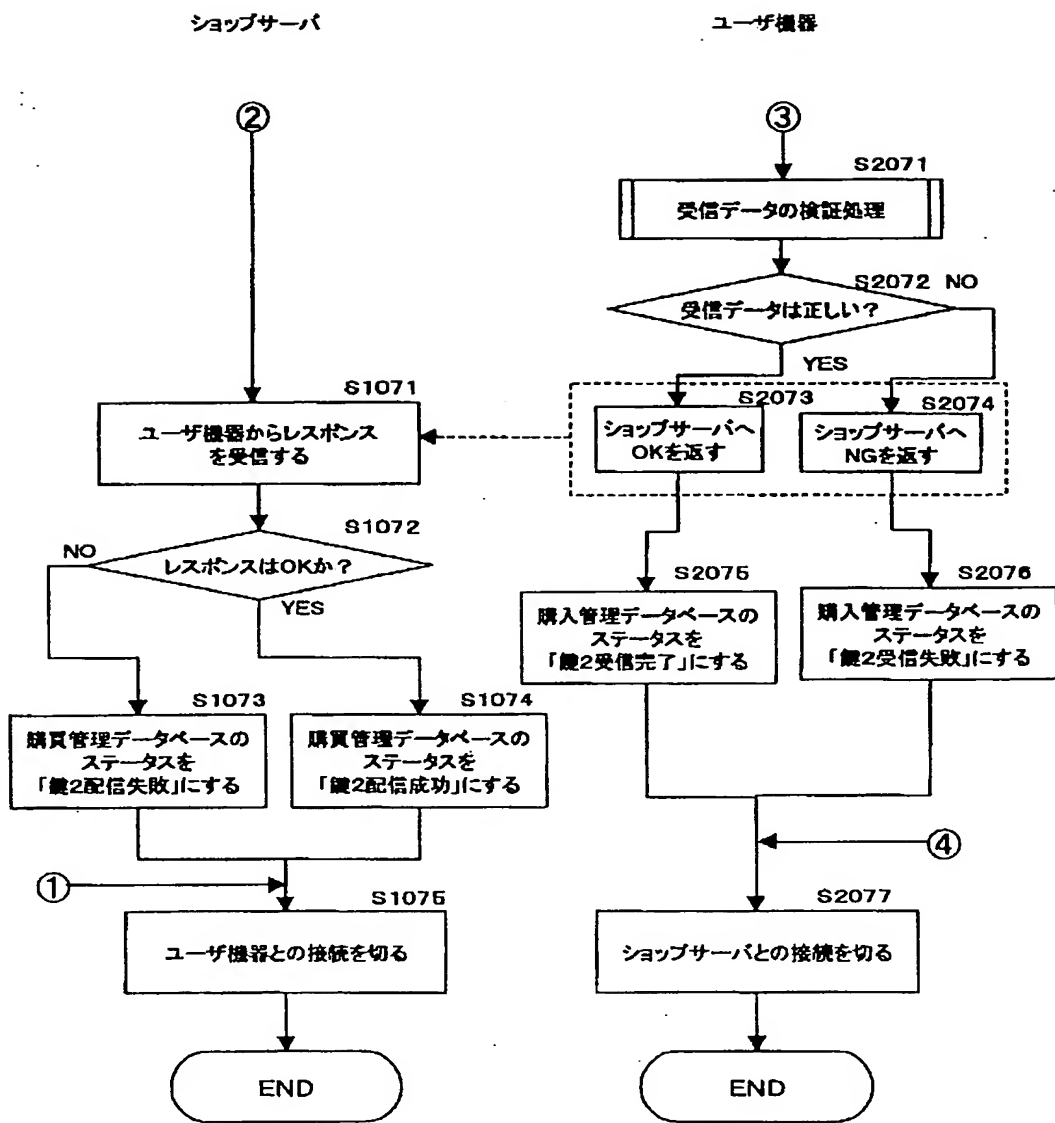 ショップサーバ
ユーザ機器
②
③
S2071
受信データの検証処理
S2072 NO
受信データは正しい？
YES
S1071
ユーザ機器からレスポンス
を受信する
S2073
ショップサーバへ
OKを返す
S2074
ショップサーバへ
NGを返す
S1072
NO
レスポンスはOKか？
YES
S2075
購入管理データベースの
ステータスを
「鍵2受信完了」にする
S2076
購入管理データベースの
ステータスを
「鍵2受信失敗」にする
S1073
購買管理データベースの
ステータスを
「鍵2配信失敗」にする
S1074
購買管理データベースの
ステータスを
「鍵2配信成功」にする
①
④
S1075
ユーザ機器との接続を切る
S2077
ショップサーバとの接続を切る
END
END